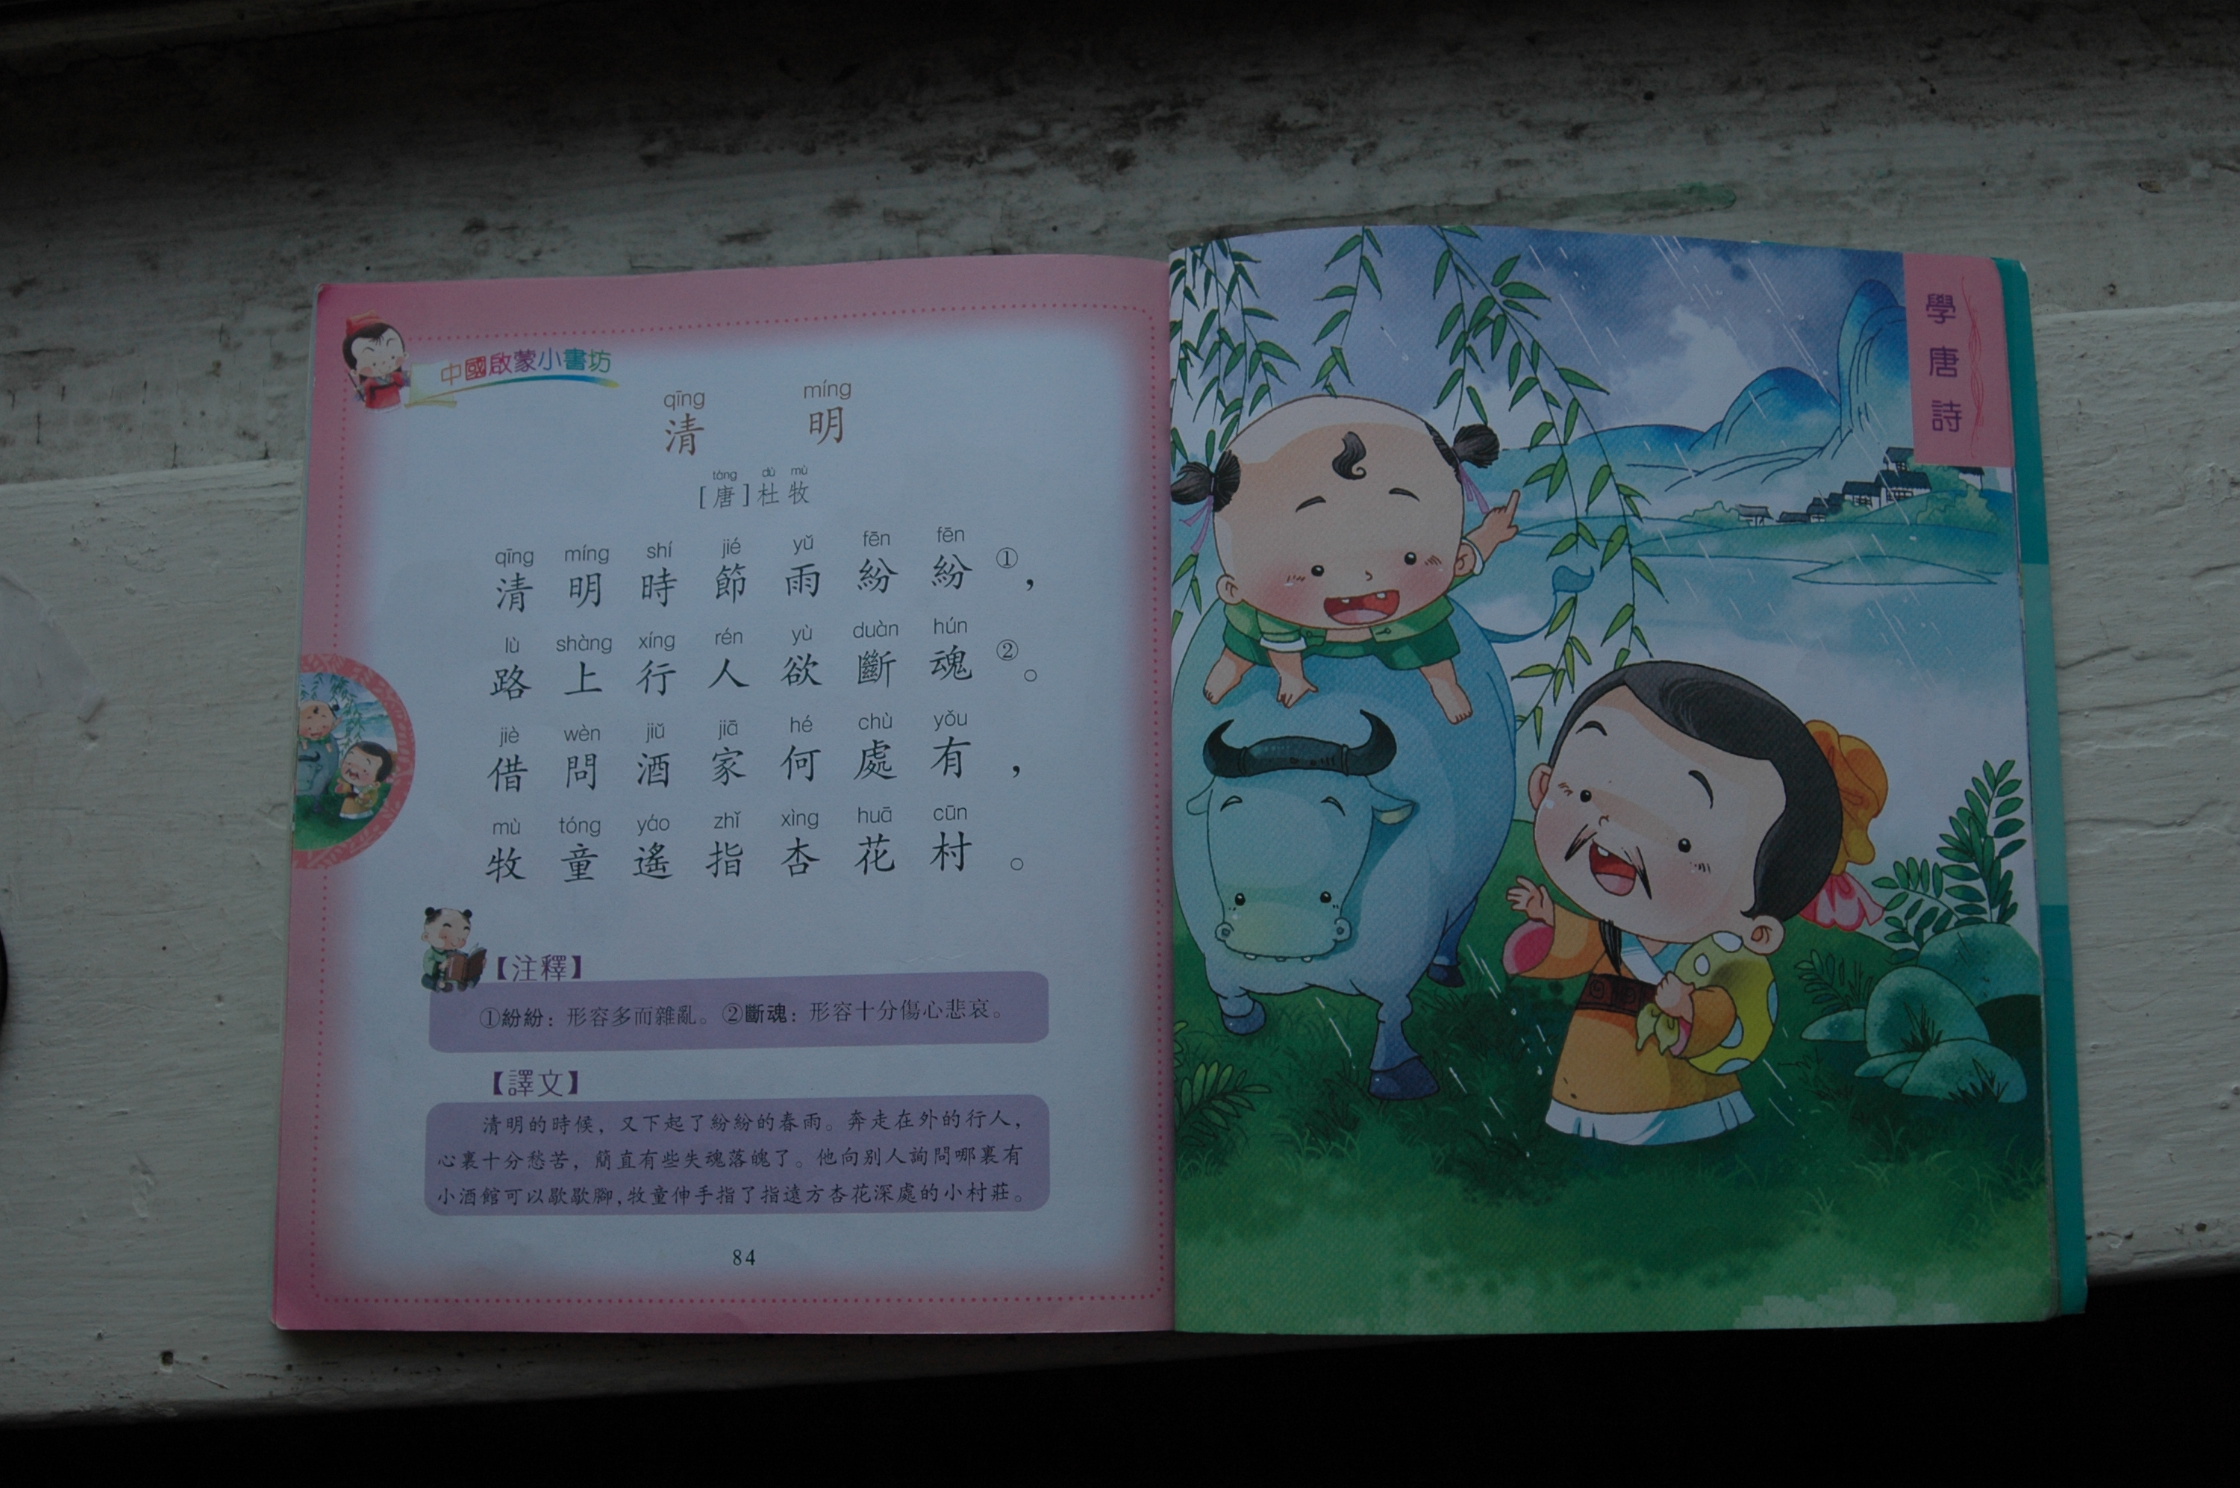 中國啟蒙小書坊
qīng míng
清 明
táng dù mù
[唐]杜牧
qīng míng shí jié yǔ fēn fēn
清 明 時 節 雨 紛 紛①，
lù shàng xíng rén yù duàn hún
路 上 行 人 欲 斷 魂②。
jiè wèn jiǔ jiā hé chù yǒu
借 問 酒 家 何 處 有，
mù tóng yáo zhǐ xìng huā cūn
牧 童 遙 指 杏 花 村。
【注釋】
①紛紛：形容多而雜亂。②斷魂：形容十分傷心悲哀。
【譯文】
清明的時候，又下起了紛紛的春雨。奔走在外的行人，
心裏十分愁苦，簡直有些失魂落魄了。他向別人詢問哪裏有
小酒館可以歇歇腳，牧童伸手指了指遠方杏花深處的小村莊。
84
學唐詩